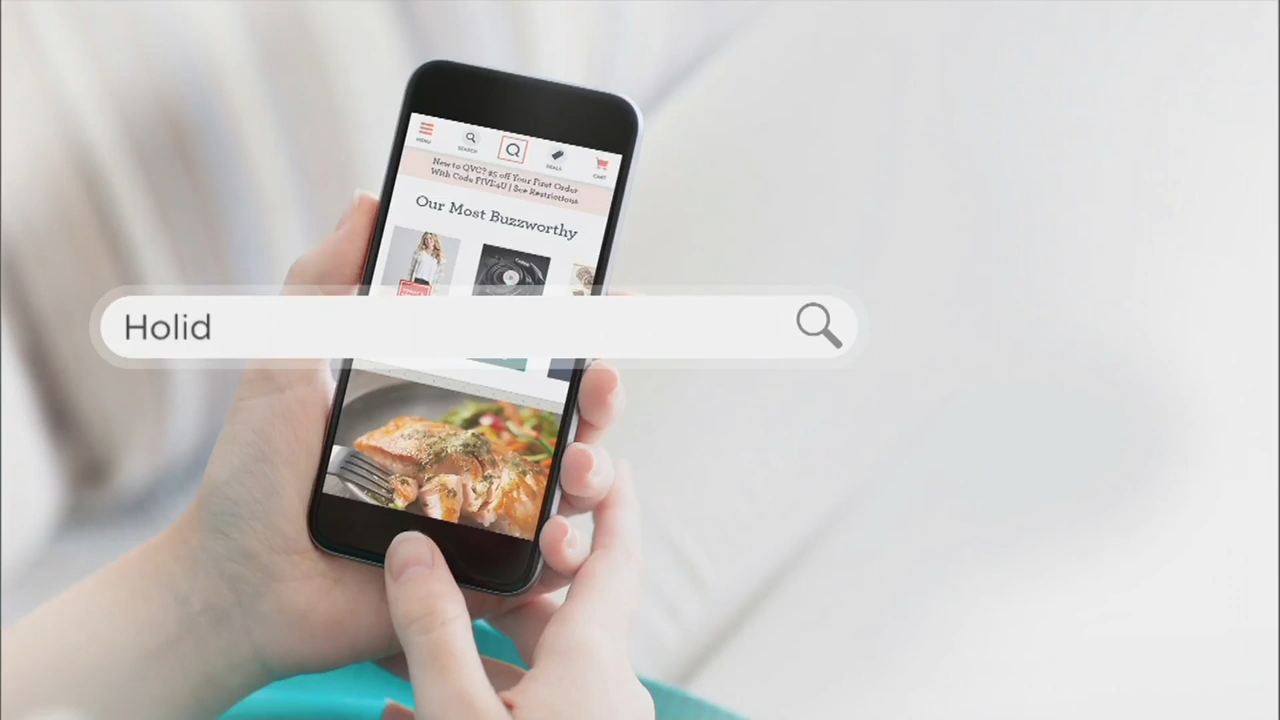 MENU
SEARCH
Q
DEALS
CART
New to QVC? $5 off Your First Order
With Code FIVE4U | See Restrictions
Our Most Buzzworthy
Holid